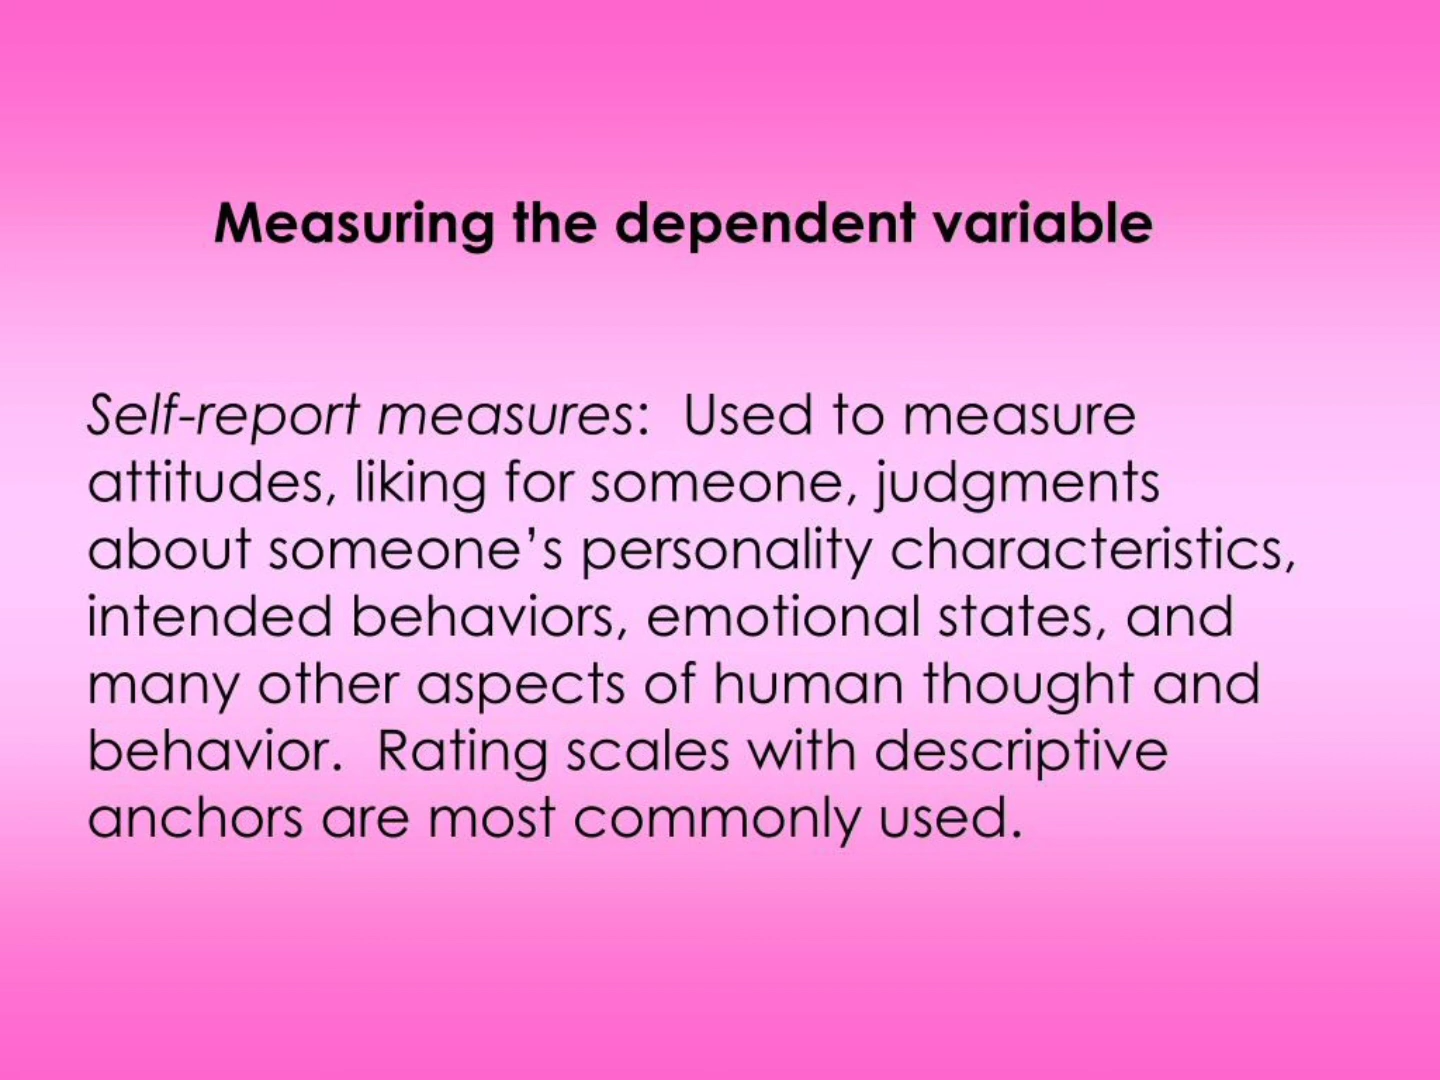 Measuring the dependent variable
Self-report measures:  Used to measure
attitudes, liking for someone, judgments
about someone’s personality characteristics,
intended behaviors, emotional states, and
many other aspects of human thought and
behavior.  Rating scales with descriptive
anchors are most commonly used.